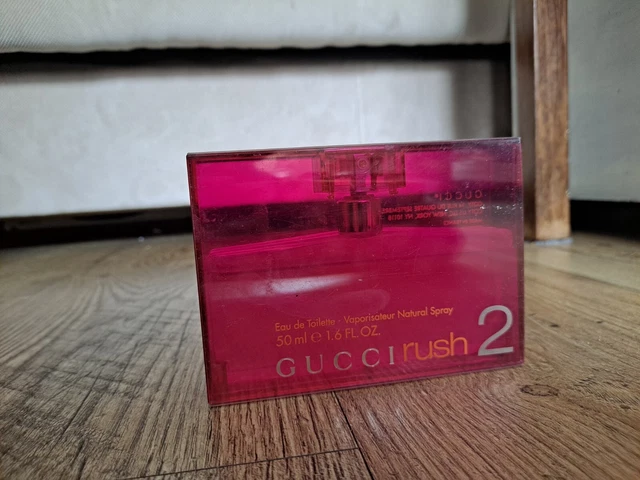 Eau de Toilette - Vaporisateur Natural Spray
50 ml e 1.6 FL.OZ.
GUCCI rush 2